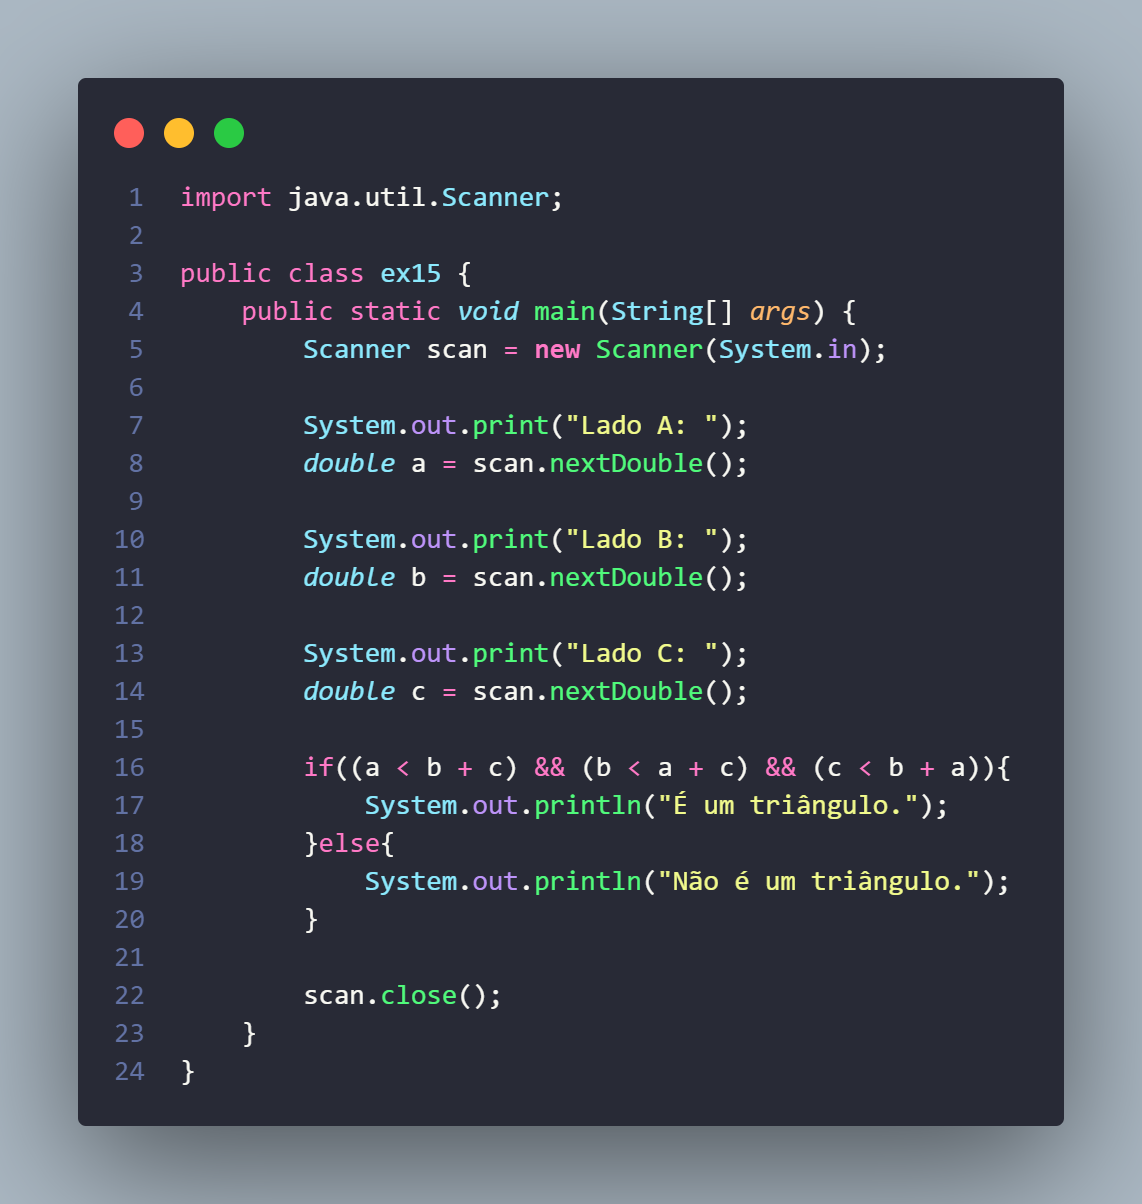 1 import java.util.Scanner;
2
3 public class ex15 {
4     public static void main(String[] args) {
5         Scanner scan = new Scanner(System.in);
6
7         System.out.print("Lado A: ");
8         double a = scan.nextDouble();
9
10         System.out.print("Lado B: ");
11         double b = scan.nextDouble();
12
13         System.out.print("Lado C: ");
14         double c = scan.nextDouble();
15
16         if((a < b + c) && (b < a + c) && (c < b + a)){
17             System.out.println("É um triângulo.");
18         }else{
19             System.out.println("Não é um triângulo.");
20         }
21
22         scan.close();
23     }
24 }